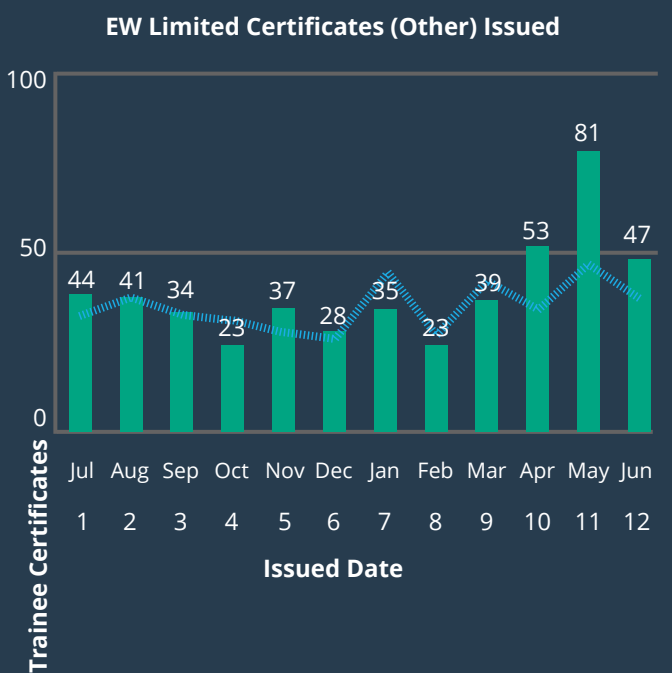 EW Limited Certificates (Other) Issued
100
81
53
50
47
44 41 34 23 37 28 35 23 39
0
Jul Aug Sep Oct Nov Dec Jan Feb Mar Apr May Jun
1 2 3 4 5 6 7 8 9 10 11 12
Issued Date
Trainee Certificates